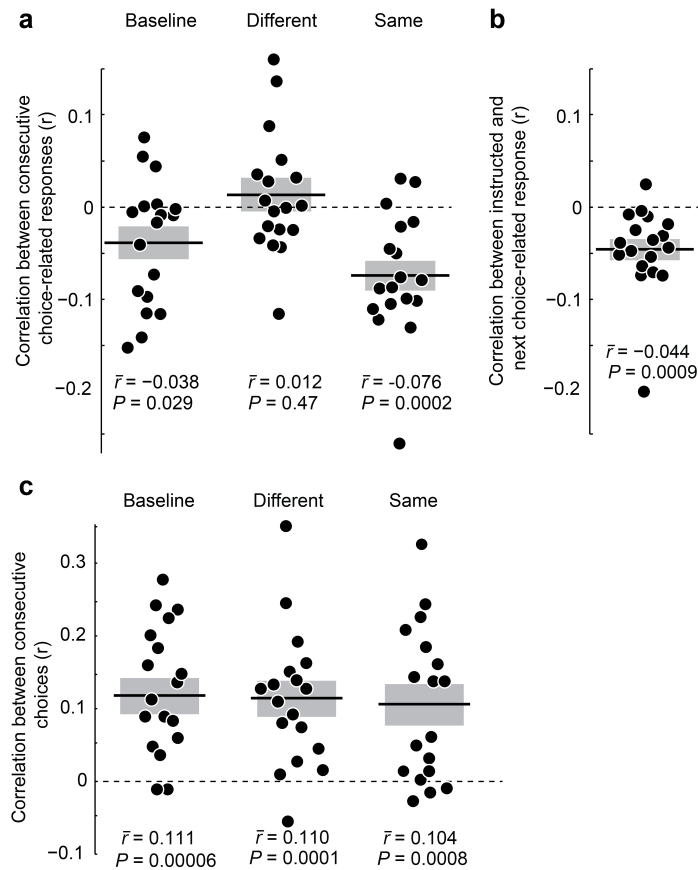 a
Baseline
Different
Same
Correlation between consecutive
choice-related responses (r)
0.1
0
−0.1
−0.2
r̅ = −0.038
P = 0.029
r̅ = 0.012
P = 0.47
r̅ = -0.076
P = 0.0002
b
Correlation between instructed and
next choice-related response (r)
0.1
0
−0.1
−0.2
r̅ = −0.044
P = 0.0009
c
Baseline
Different
Same
Correlation between consecutive
choices (r)
0.3
0.2
0.1
0
−0.1
r̅ = 0.111
P = 0.00006
r̅ = 0.110
P = 0.0001
r̅ = 0.104
P = 0.0008